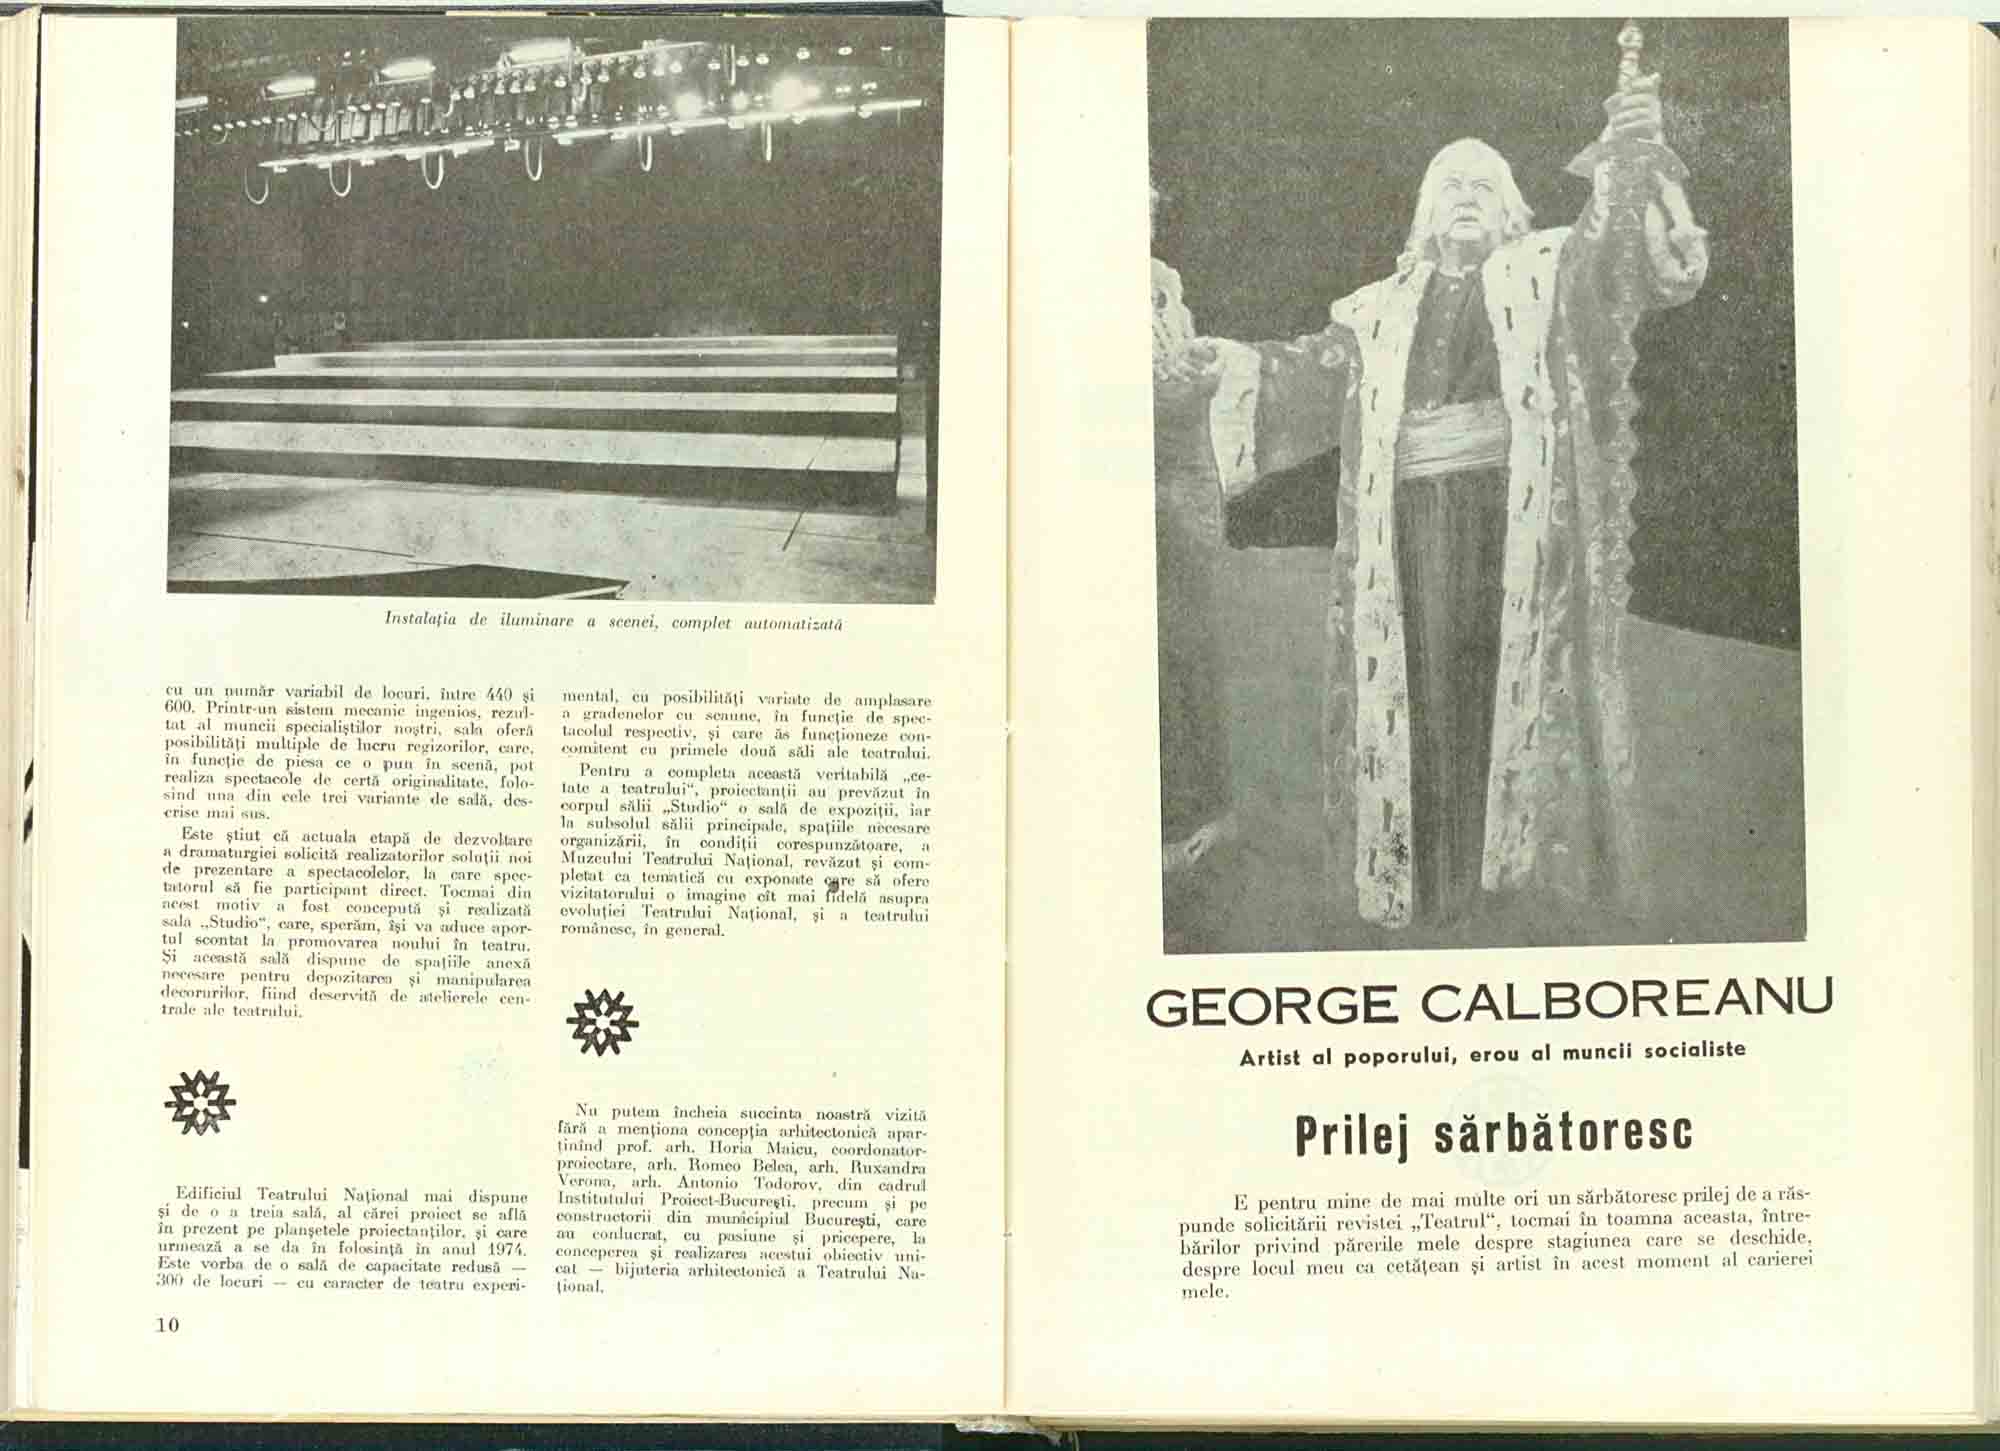 Instalația de iluminare a scenei, complet automatizată
cu un număr variabil de locuri, între 440 și
600. Printr-un sistem mecanic ingenios, rezul-
tat al muncii specialiștilor noștri, sala oferă
posibilități multiple de lucru regizorilor, care,
în funcție de piesa ce o pun în scenă, pot
realiza spectacole de certă originalitate, folo-
sind una din cele trei variante de sală, des-
crise mai sus.
Este știut că actuala etapă de dezvoltare
a dramaturgiei solicită realizatorilor soluții noi
de prezentare a spectacolelor, la care spec-
tatorul să fie participant direct. Tocmai din
acest motiv a fost concepută și realizată
sala „Studio“, care, sperăm, își va aduce apor-
tul scontat la promovarea noului în teatru.
Și această sală dispune de spațiile anexă
necesare pentru depozitarea și manipularea
decorurilor, fiind deservită de atelierele cen-
trale ale teatrului.
Edificiul Teatrului Național mai dispune
și de o a treia sală, al cărei proiect se află
în prezent pe planșetele proiectanților, și care
urmează a se da în folosință în anul 1974.
Este vorba de o sală de capacitate redusă —
300 de locuri — cu caracter de teatru experi-
10
mental, cu posibilități variate de amplasare
a gradenelor cu scaune, în funcție de spec-
tacolul respectiv, și care ăs funcționeze con-
comitent cu primele două săli ale teatrului.
Pentru a completa această veritabilă „ce-
tate a teatrului“, proiectanții au prevăzut în
corpul sălii „Studio“ o sală de expoziții, iar
la subsolul sălii principale, spațiile necesare
organizării, în condiții corespunzătoare, a
Muzeului Teatrului Național, revăzut și com-
pletat ca tematică cu exponate care să ofere
vizitatorului o imagine cît mai fidelă asupra
evoluției Teatrului Național, și a teatrului
românesc, în general.
Nu putem încheia succinta noastră vizită
fără a menționa concepția arhitectonică apar-
ținînd prof. arh. Horia Maicu, coordonator-
proiectare, arh. Romeo Belea, arh. Ruxandra
Verona, arh. Antonio Todorov, din cadrul
Institutului Proiect-București, precum și pe
constructorii din municipiul București, care
au conlucrat, cu pasiune și pricepere, la
conceperea și realizarea acestui obiectiv uni-
cat — bijuteria arhitectonică a Teatrului Na-
țional.
GEORGE CALBOREANU
Artist al poporului, erou al muncii socialiste
Prilej sărbătoresc
E pentru mine de mai multe ori un sărbătoresc prilej de a răs-
punde solicitării revistei „Teatrul“, tocmai în toamna aceasta, între-
bărilor privind părerile mele despre stagiunea care se deschide,
despre locul meu ca cetățean și artist în acest moment al carierei
mele.